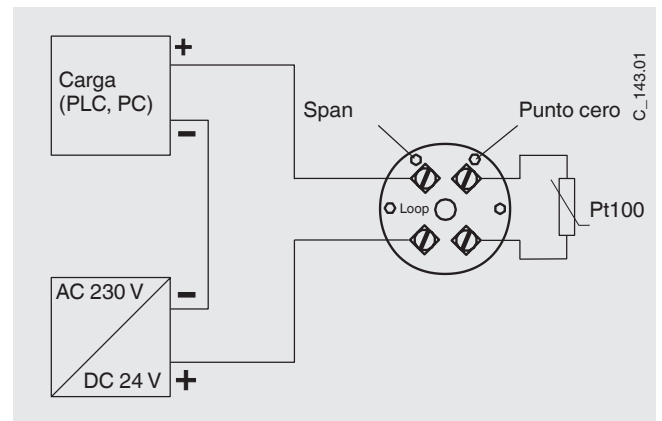 +
Carga
(PLC, PC)
−
Span
Punto cero
C_143.01
Loop
Pt100
AC 230 V
−
DC 24 V
+